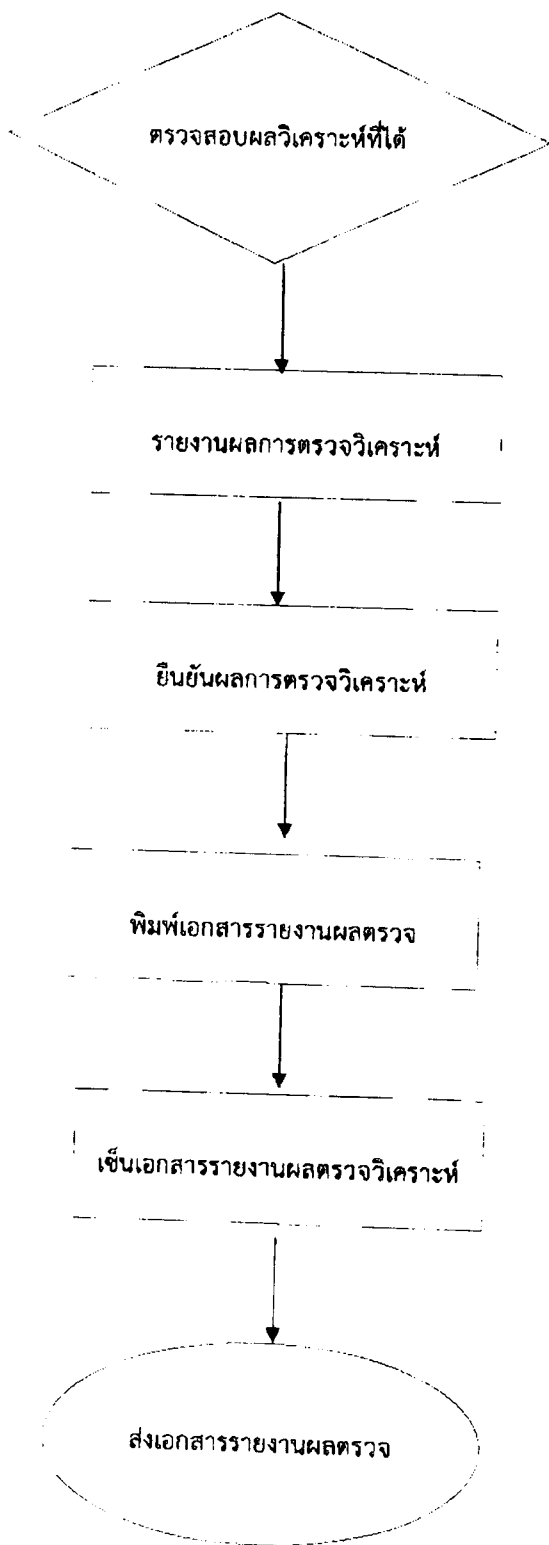 ตรวจสอบผลวิเคราะห์ที่ได้
รายงานผลการตรวจวิเคราะห์
ยืนยันผลการตรวจวิเคราะห์
พิมพ์เอกสารรายงานผลตรวจ
เซ็นเอกสารรายงานผลตรวจวิเคราะห์
ส่งเอกสารรายงานผลตรวจ